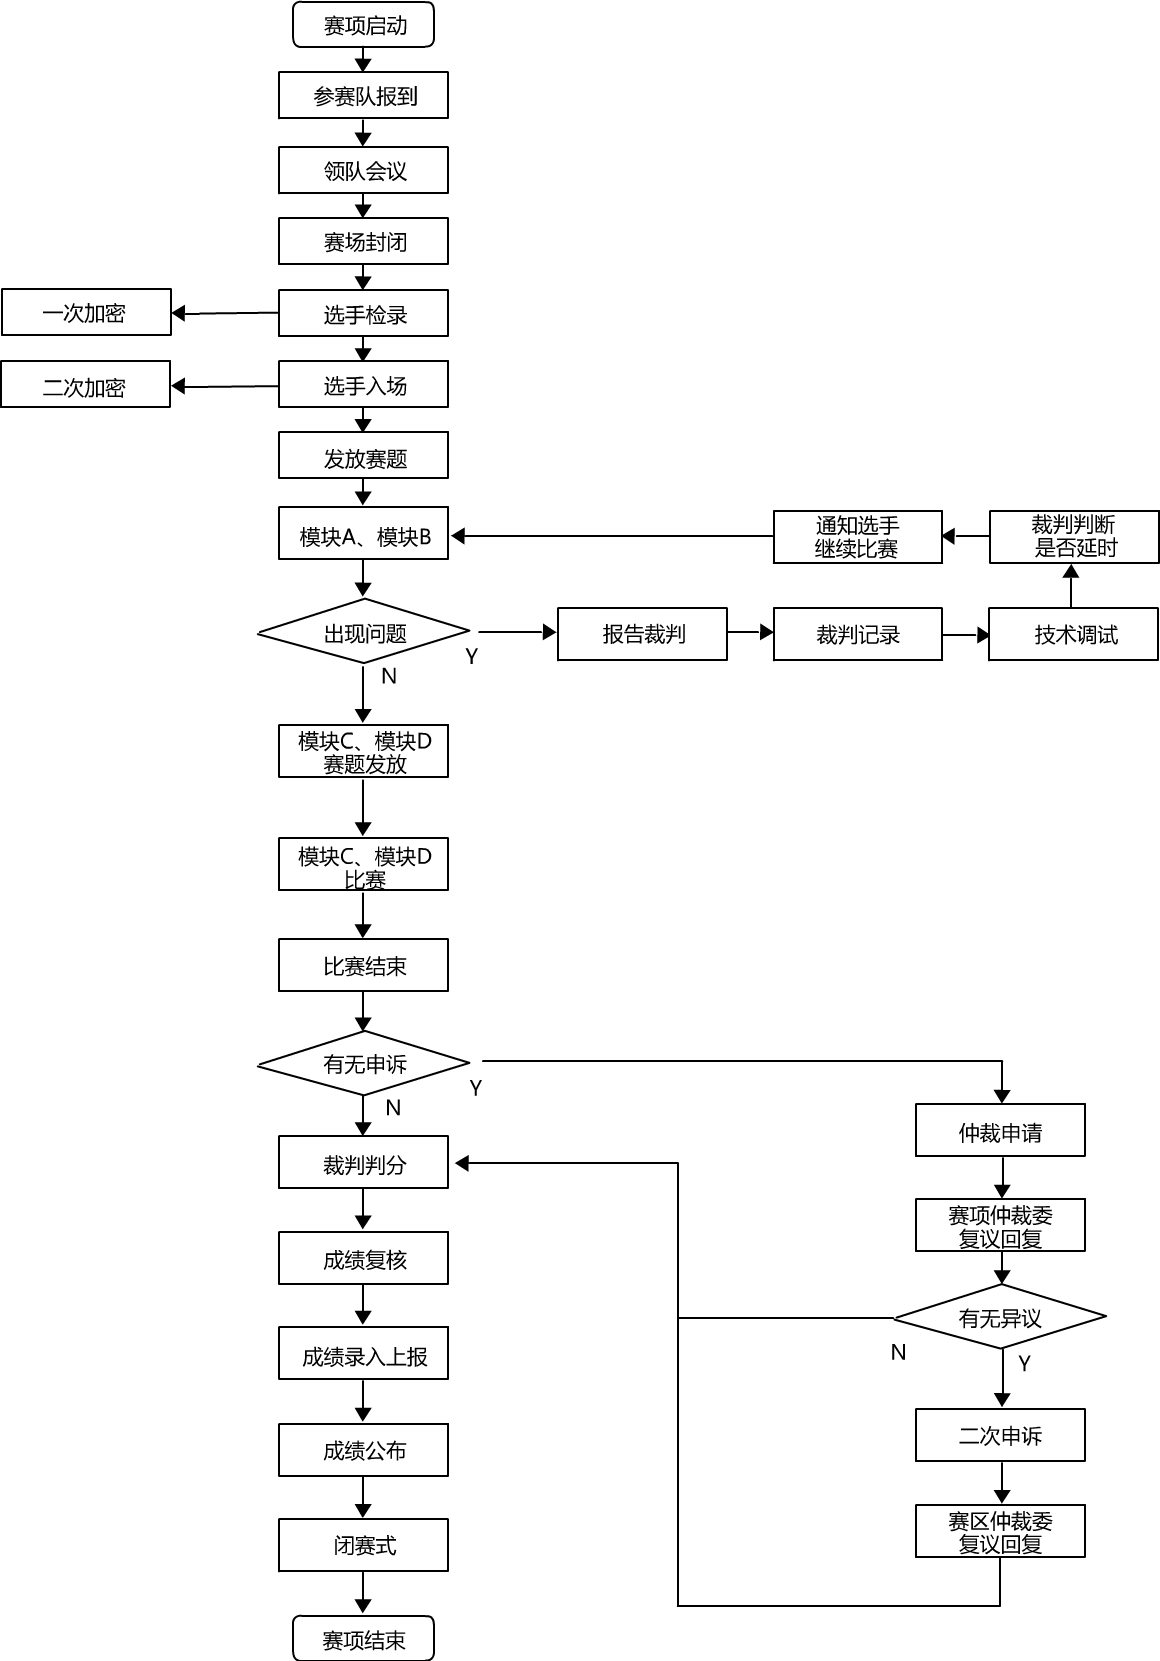 赛项启动
参赛队报到
领队会议
赛场封闭
选手检录
一次加密
选手入场
二次加密
发放赛题
模块A、模块B
通知选手
继续比赛
裁判判断
是否延时
出现问题
Y
报告裁判
裁判记录
技术调试
N
模块C、模块D
赛题发放
模块C、模块D
比赛
比赛结束
有无申诉
Y
N
仲裁申请
裁判判分
赛项仲裁委
复议回复
成绩复核
有无异议
N
Y
成绩录入上报
二次申诉
成绩公布
赛区仲裁委
复议回复
闭赛式
赛项结束